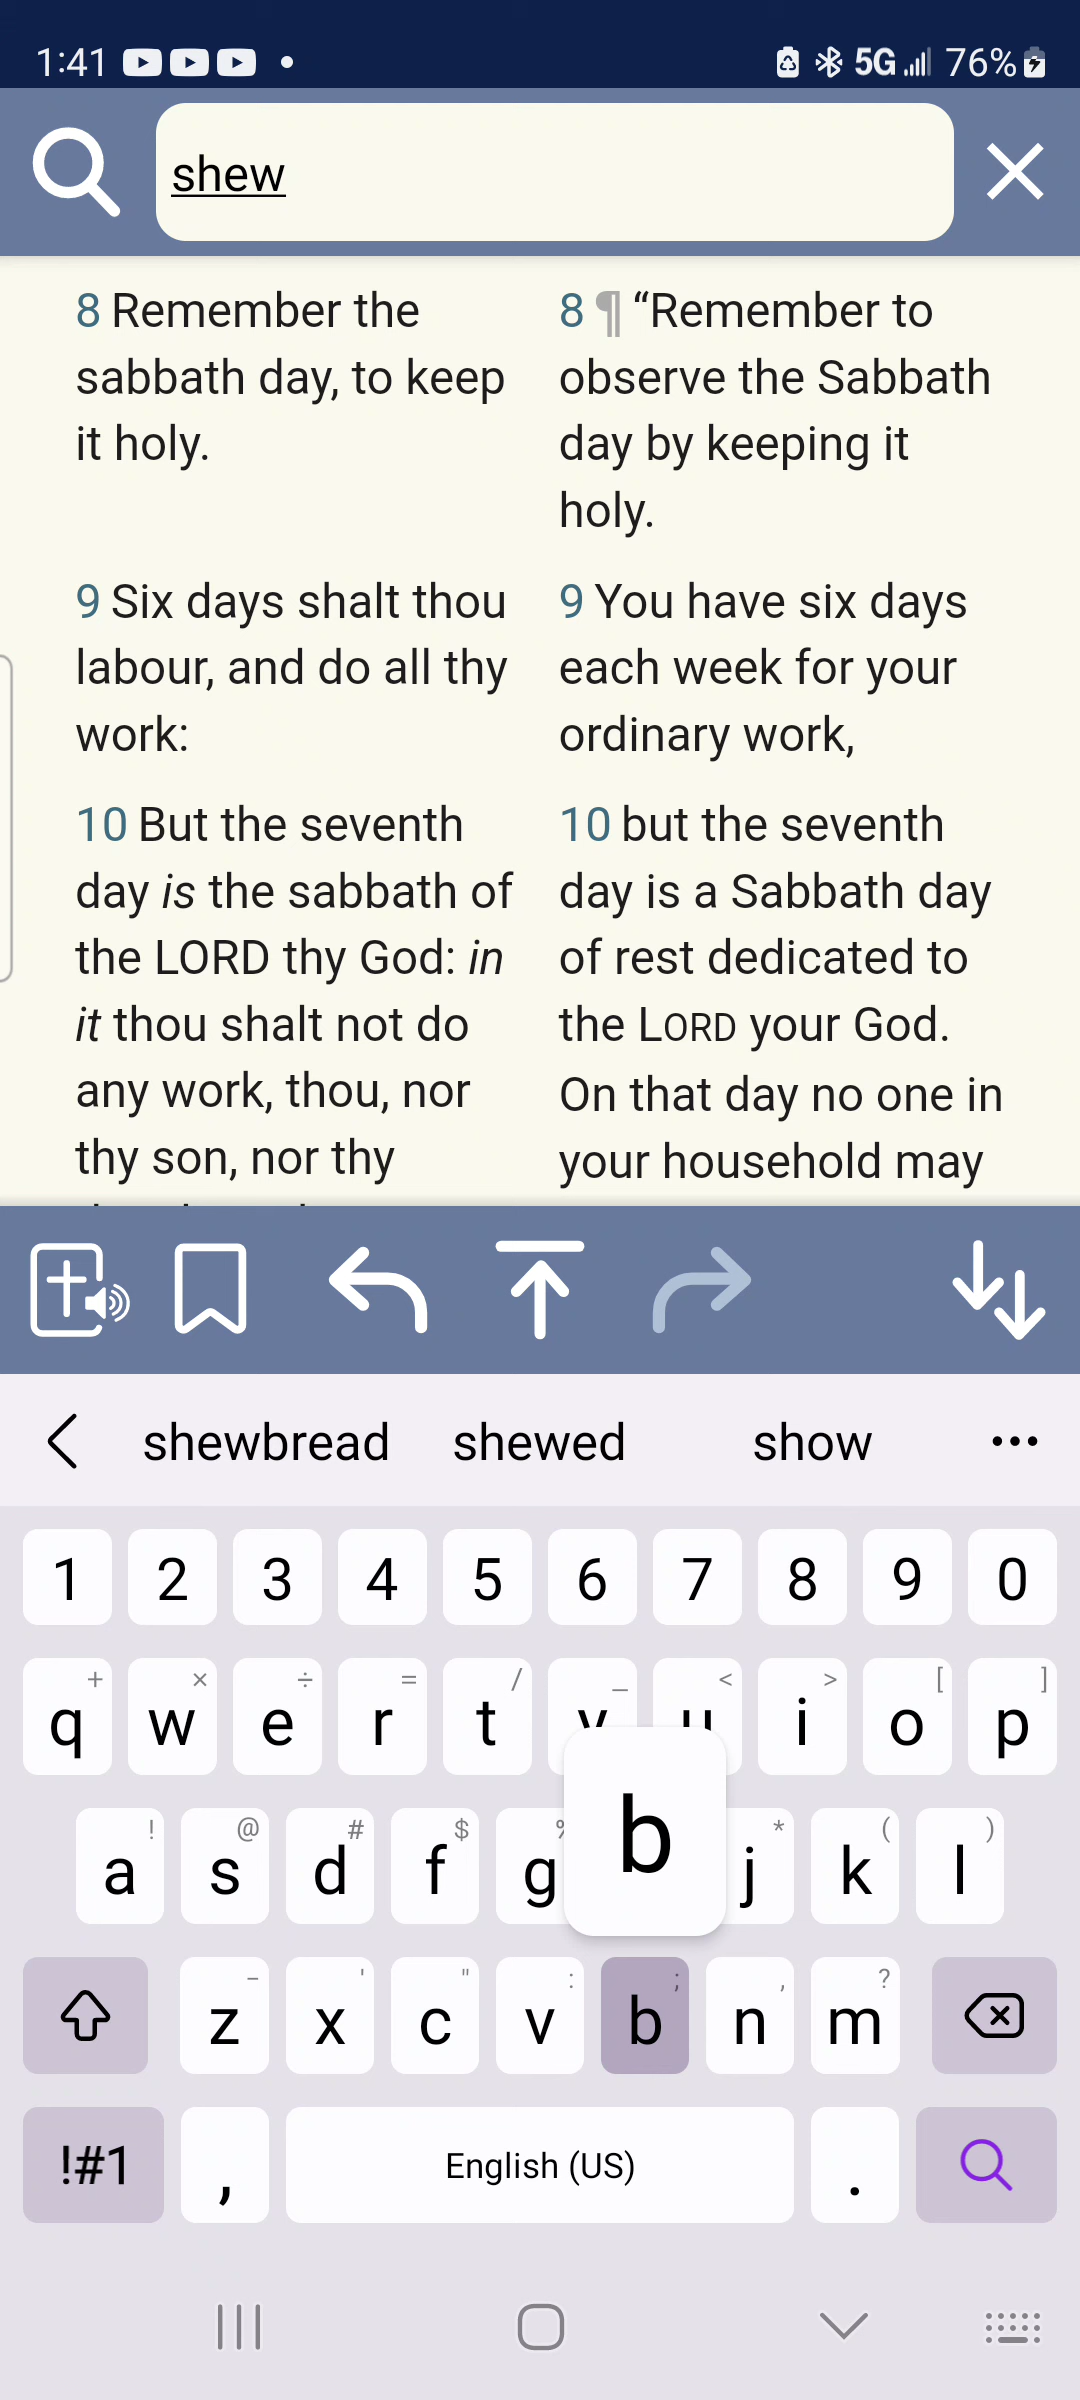 1:41 5G 76%
shew
8 Remember the
sabbath day, to keep
it holy.
9 Six days shalt thou
labour, and do all thy
work:
10 But the seventh
day is the sabbath of
the LORD thy God: in
it thou shalt not do
any work, thou, nor
thy son, nor thy
8 ¶ “Remember to
observe the Sabbath
day by keeping it
holy.
9 You have six days
each week for your
ordinary work,
10 but the seventh
day is a Sabbath day
of rest dedicated to
the LORD your God.
On that day no one in
your household may
shewbread shewed show
1 2 3 4 5 6 7 8 9 0
+ × ÷ = / _ < > [ ]
q w e r t y u i o p
! @ # $ % * ( )
a s d f g b j k l
- ' " : ; , ?
z x c v b n m
!#1 , English (US) .